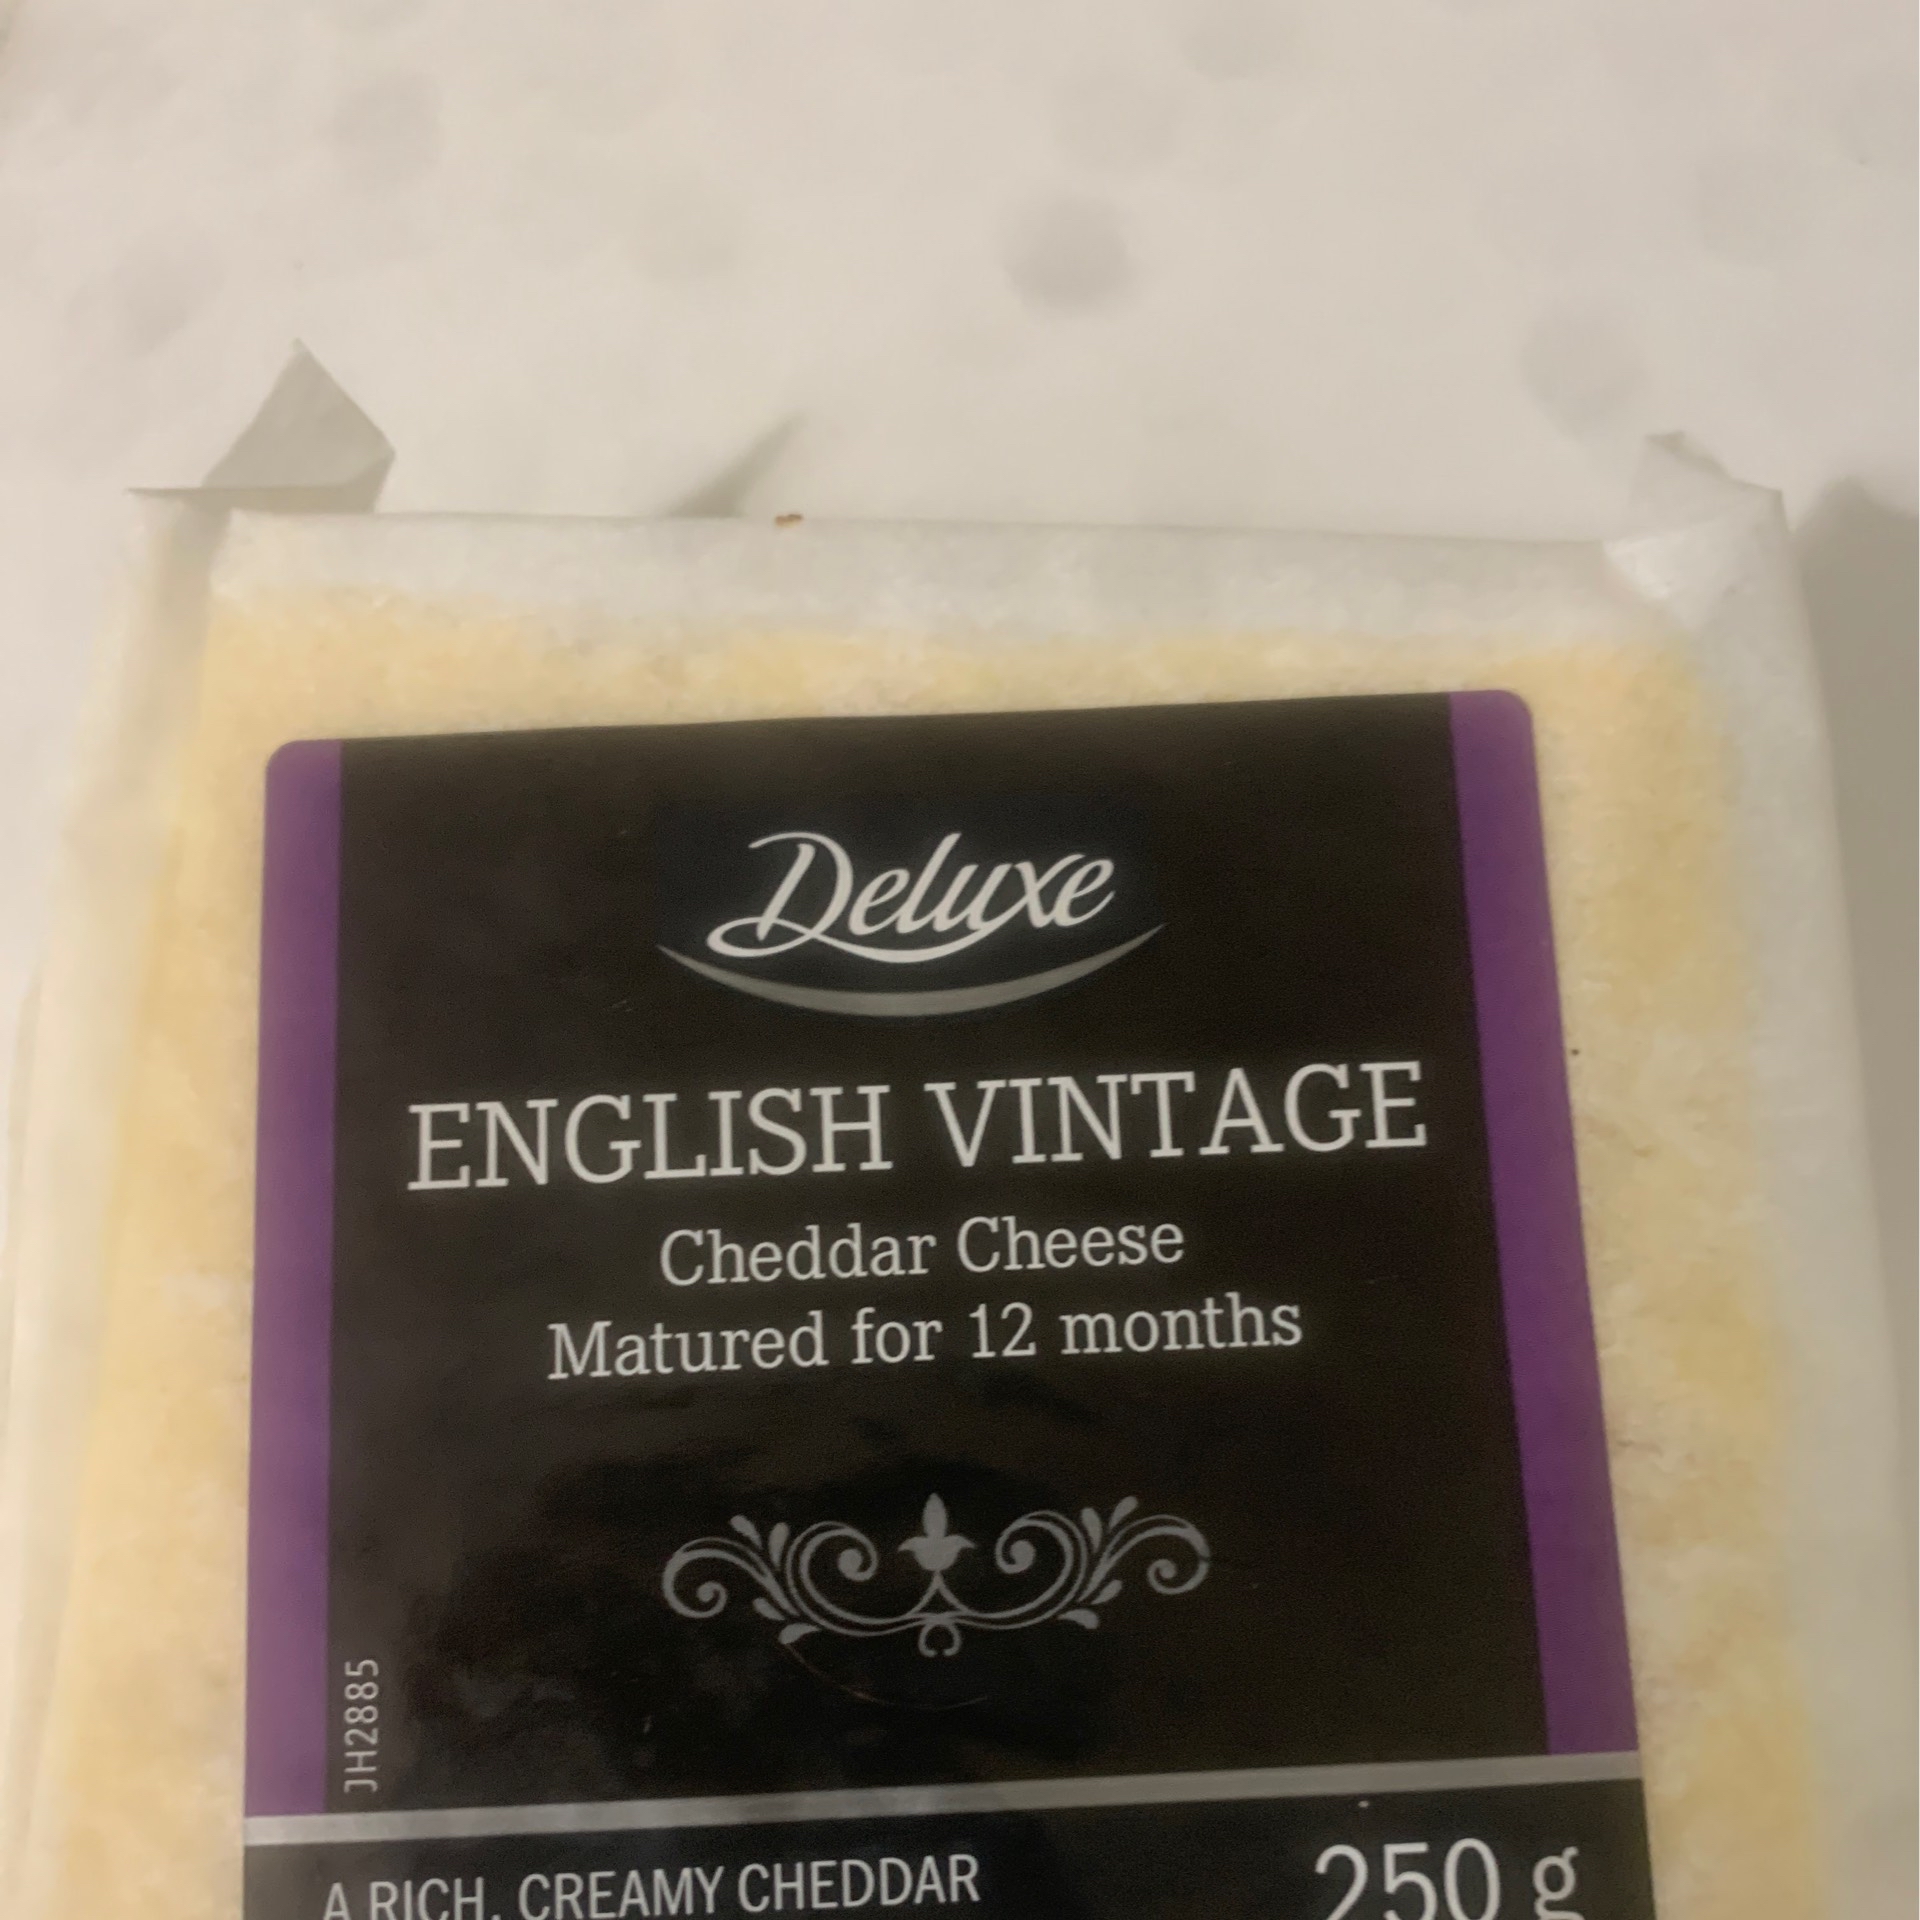 Deluxe
ENGLISH VINTAGE
Cheddar Cheese
Matured for 12 months
JH2885
A RICH, CREAMY CHEDDAR
250 g